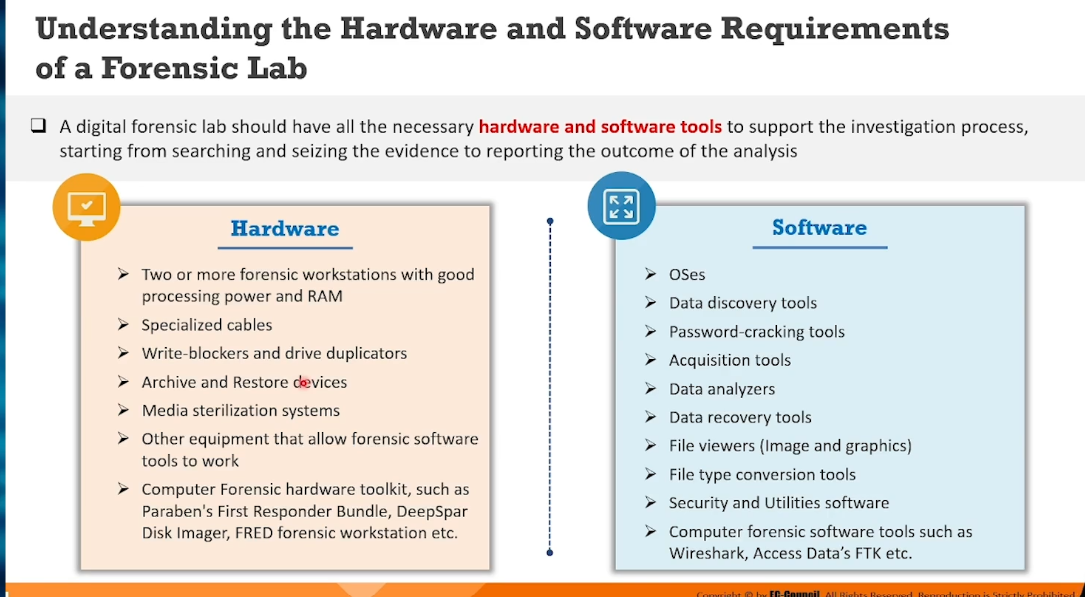 Understanding the Hardware and Software Requirements
of a Forensic Lab
❑ A digital forensic lab should have all the necessary hardware and software tools to support the investigation process,
starting from searching and seizing the evidence to reporting the outcome of the analysis
Hardware
➢ Two or more forensic workstations with good
processing power and RAM
➢ Specialized cables
➢ Write-blockers and drive duplicators
➢ Archive and Restore devices
➢ Media sterilization systems
➢ Other equipment that allow forensic software
tools to work
➢ Computer Forensic hardware toolkit, such as
Paraben's First Responder Bundle, DeepSpar
Disk Imager, FRED forensic workstation etc.
Software
➢ OSes
➢ Data discovery tools
➢ Password-cracking tools
➢ Acquisition tools
➢ Data analyzers
➢ Data recovery tools
➢ File viewers (Image and graphics)
➢ File type conversion tools
➢ Security and Utilities software
➢ Computer forensic software tools such as
Wireshark, Access Data's FTK etc.
Copyright © by EC-Council. All Rights Reserved. Reproduction is Strictly Prohibited.